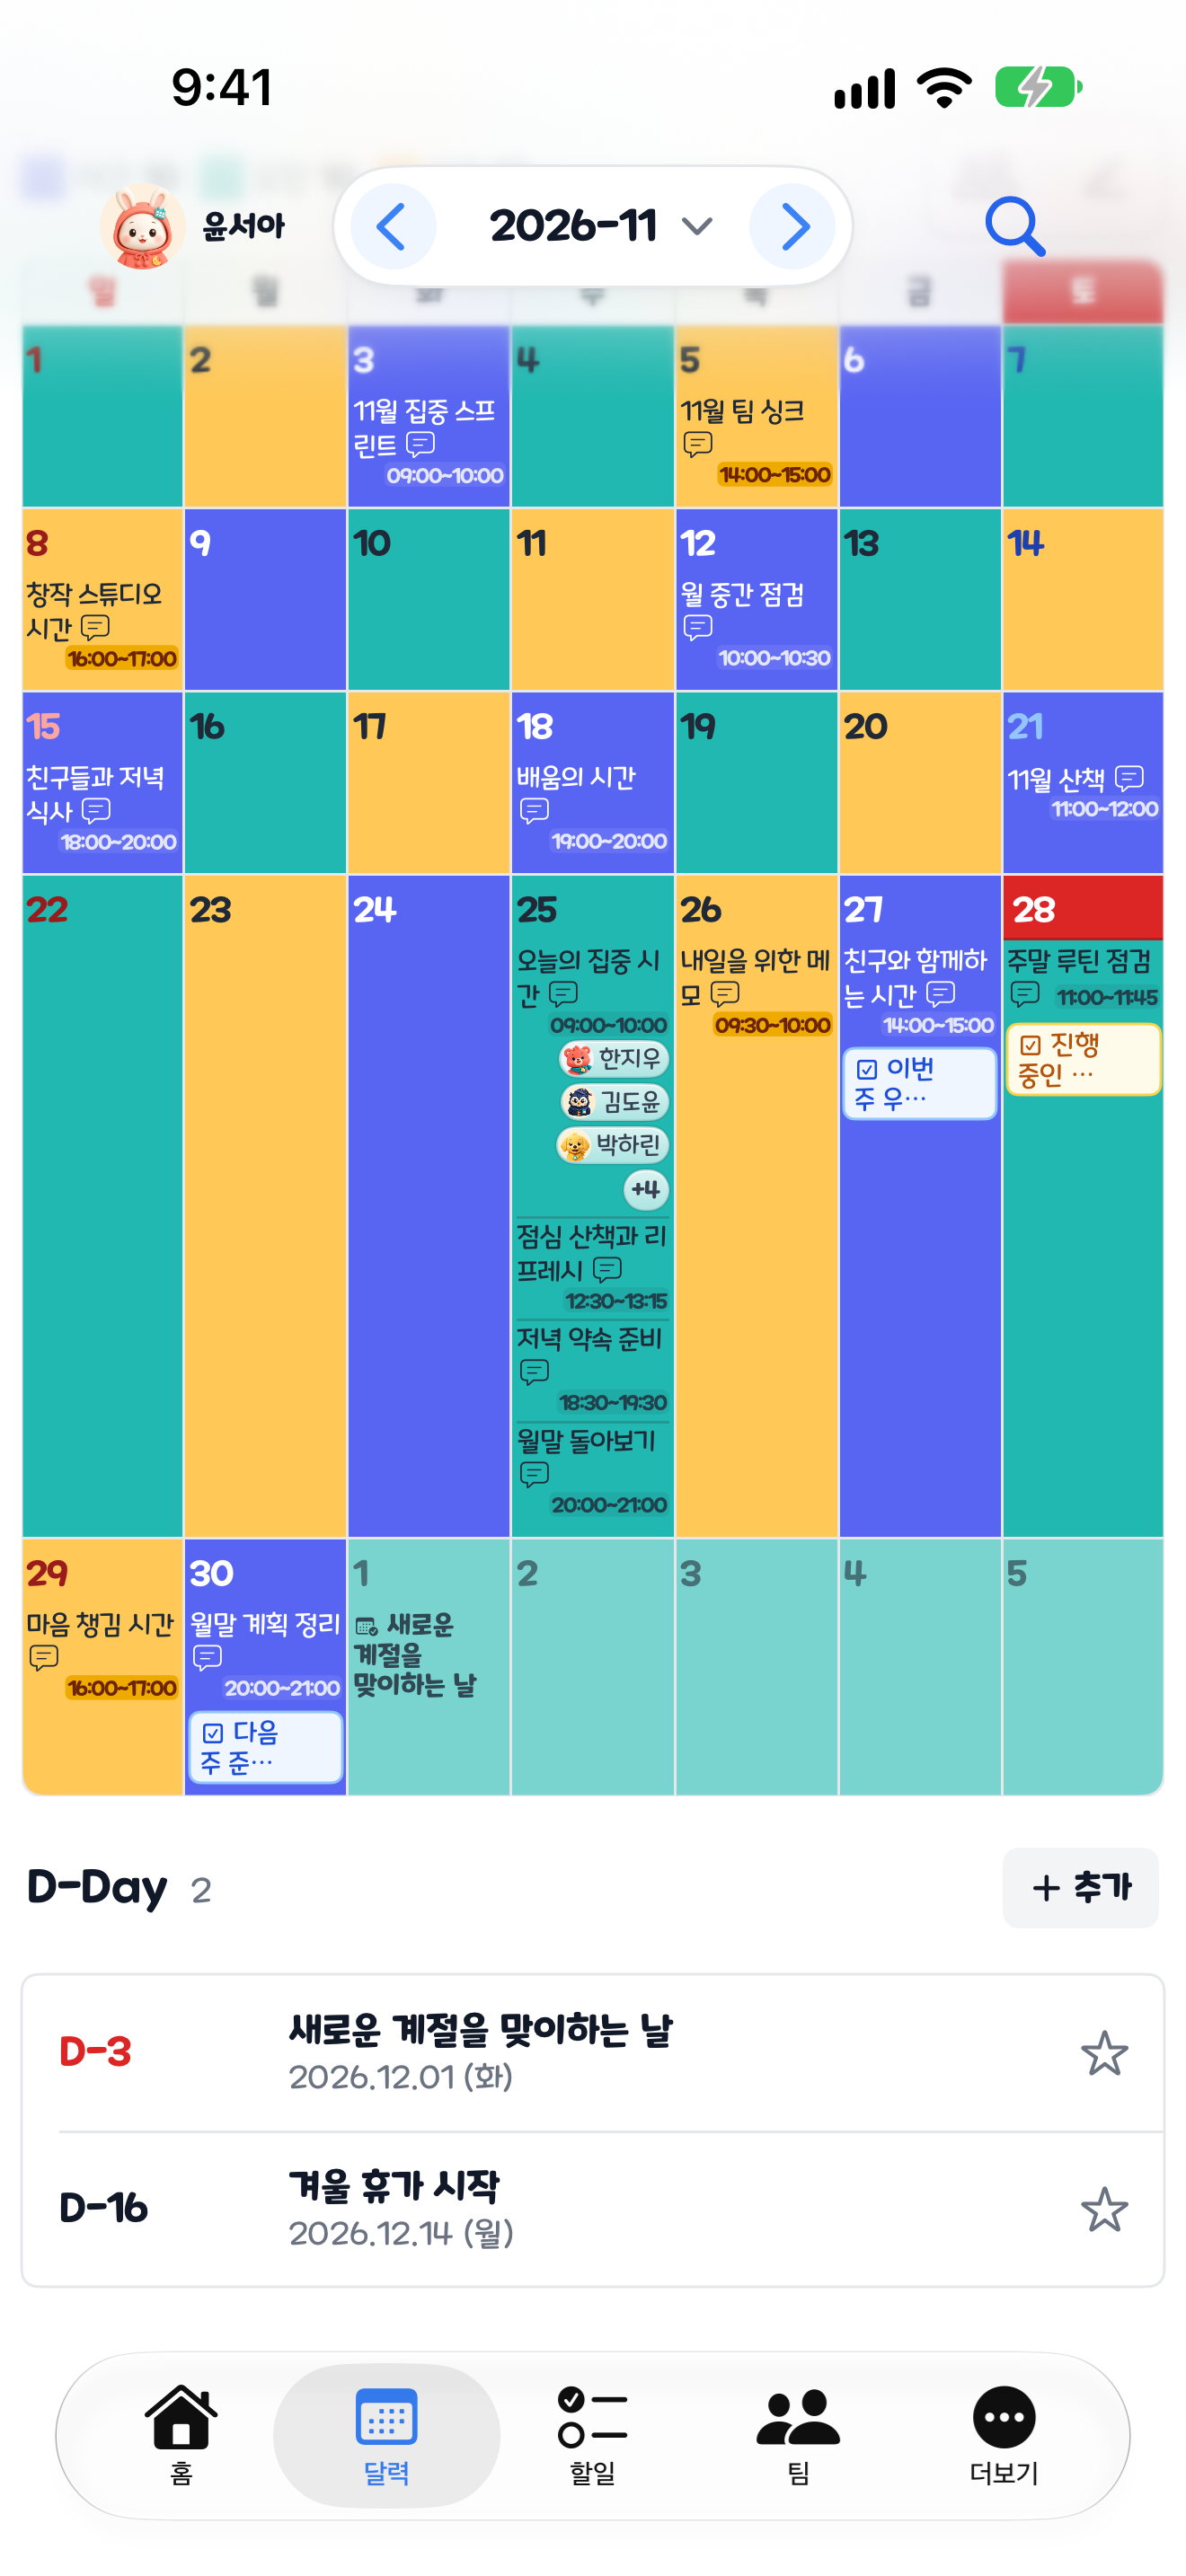 9:41
윤서아
2026-11
일 월 화 수 목 금 토
1 2 3 4 5 6 7
11월 집중 스프
린트
09:00~10:00
11월 팀 싱크
14:00~15:00
8 9 10 11 12 13 14
창작 스튜디오
시간
16:00~17:00
월 중간 점검
10:00~10:30
15 16 17 18 19 20 21
친구들과 저녁
식사
18:00~20:00
배움의 시간
19:00~20:00
11월 산책
11:00~12:00
22 23 24 25 26 27 28
오늘의 집중 시
간
09:00~10:00
한지우
김도윤
박하린
+4
점심 산책과 리
프레시
12:30~13:15
저녁 약속 준비
18:30~19:30
월말 돌아보기
20:00~21:00
내일을 위한 메
모
09:30~10:00
친구와 함께하
는 시간
14:00~15:00
이번
주 우…
주말 루틴 점검
11:00~11:45
진행
중인 …
29 30 1 2 3 4 5
마음 챙김 시간
16:00~17:00
월말 계획 정리
20:00~21:00
다음
주 준…
새로운
계절을
맞이하는 날
D-Day 2
+ 추가
D-3
새로운 계절을 맞이하는 날
2026.12.01 (화)
D-16
겨울 휴가 시작
2026.12.14 (월)
홈 달력 할일 팀 더보기